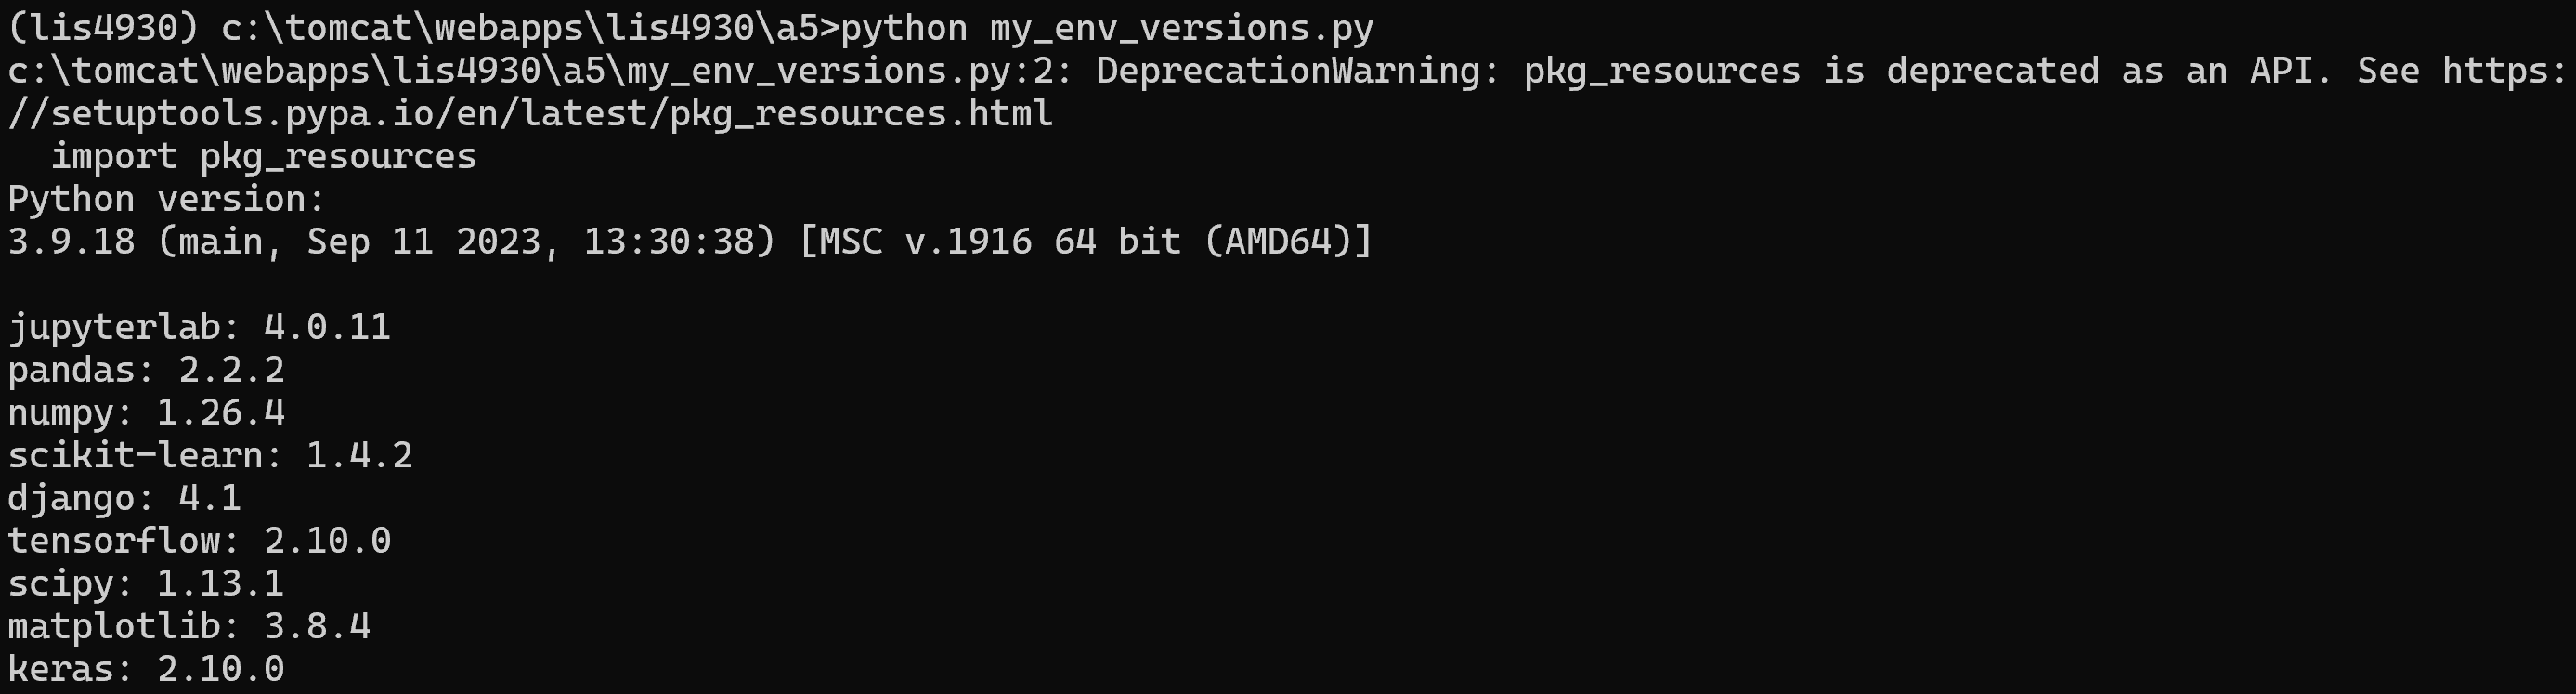 (lis4930) c:\tomcat\webapps\lis4930\a5>python my_env_versions.py
c:\tomcat\webapps\lis4930\a5\my_env_versions.py:2: DeprecationWarning: pkg_resources is deprecated as an API. See https:
//setuptools.pypa.io/en/latest/pkg_resources.html
  import pkg_resources
Python version:
3.9.18 (main, Sep 11 2023, 13:30:38) [MSC v.1916 64 bit (AMD64)]

jupyterlab: 4.0.11
pandas: 2.2.2
numpy: 1.26.4
scikit-learn: 1.4.2
django: 4.1
tensorflow: 2.10.0
scipy: 1.13.1
matplotlib: 3.8.4
keras: 2.10.0